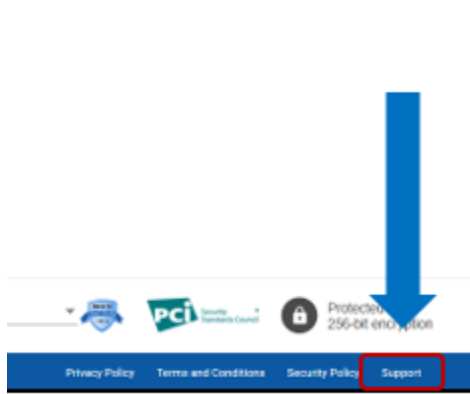 PCI Security
Standards Council
Protected
256-bit encryption
Privacy Policy Terms and Conditions Security Policy Support